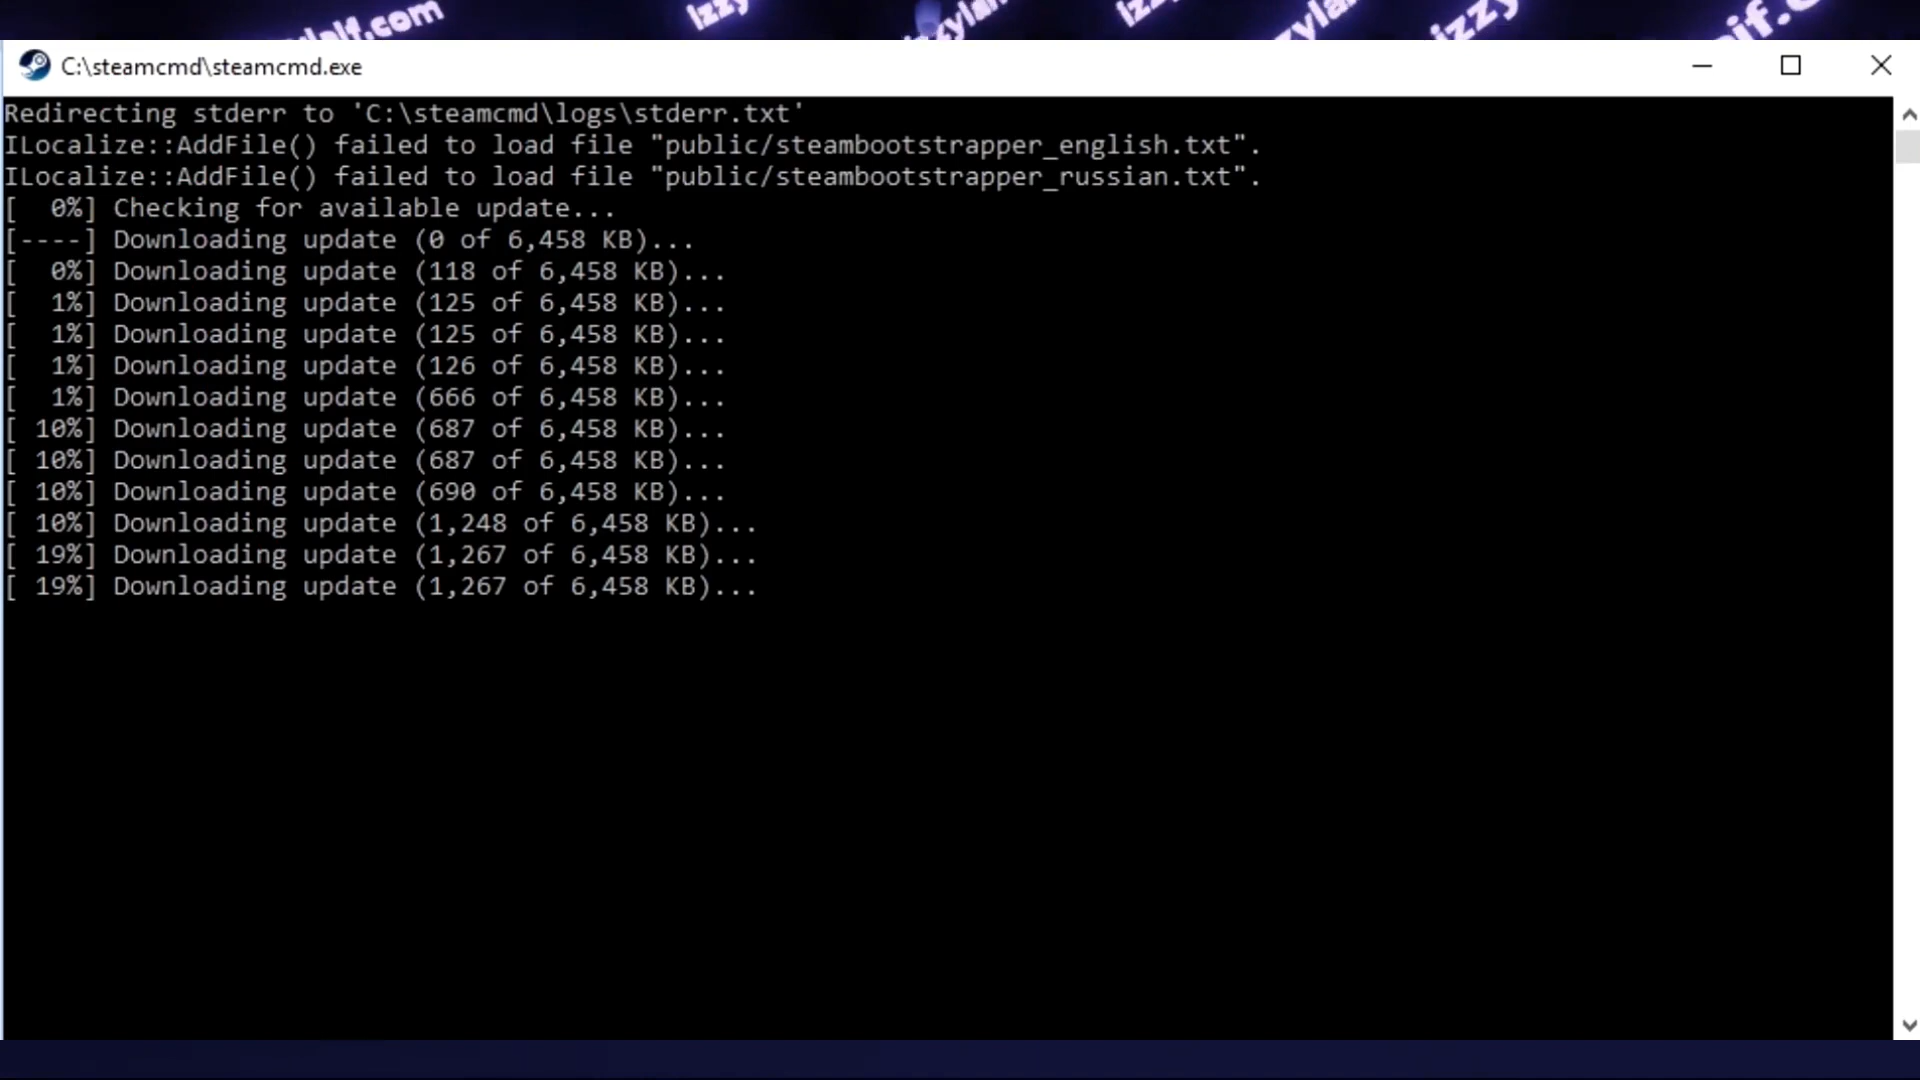 Izzy
C:\steamcmd\steamcmd.exe
Redirecting stderr to 'C:\steamcmd\logs\stderr.txt'
ILocalize::AddFile() failed to load file "public/steambootstrapper_english.txt".
ILocalize::AddFile() failed to load file "public/steambootstrapper_russian.txt".
[  0%] Checking for available update...
[----] Downloading update (0 of 6,458 KB)...
[  0%] Downloading update (118 of 6,458 KB)...
[  1%] Downloading update (125 of 6,458 KB)...
[  1%] Downloading update (125 of 6,458 KB)...
[  1%] Downloading update (126 of 6,458 KB)...
[  1%] Downloading update (666 of 6,458 KB)...
[ 10%] Downloading update (687 of 6,458 KB)...
[ 10%] Downloading update (687 of 6,458 KB)...
[ 10%] Downloading update (690 of 6,458 KB)...
[ 10%] Downloading update (1,248 of 6,458 KB)...
[ 19%] Downloading update (1,267 of 6,458 KB)...
[ 19%] Downloading update (1,267 of 6,458 KB)...